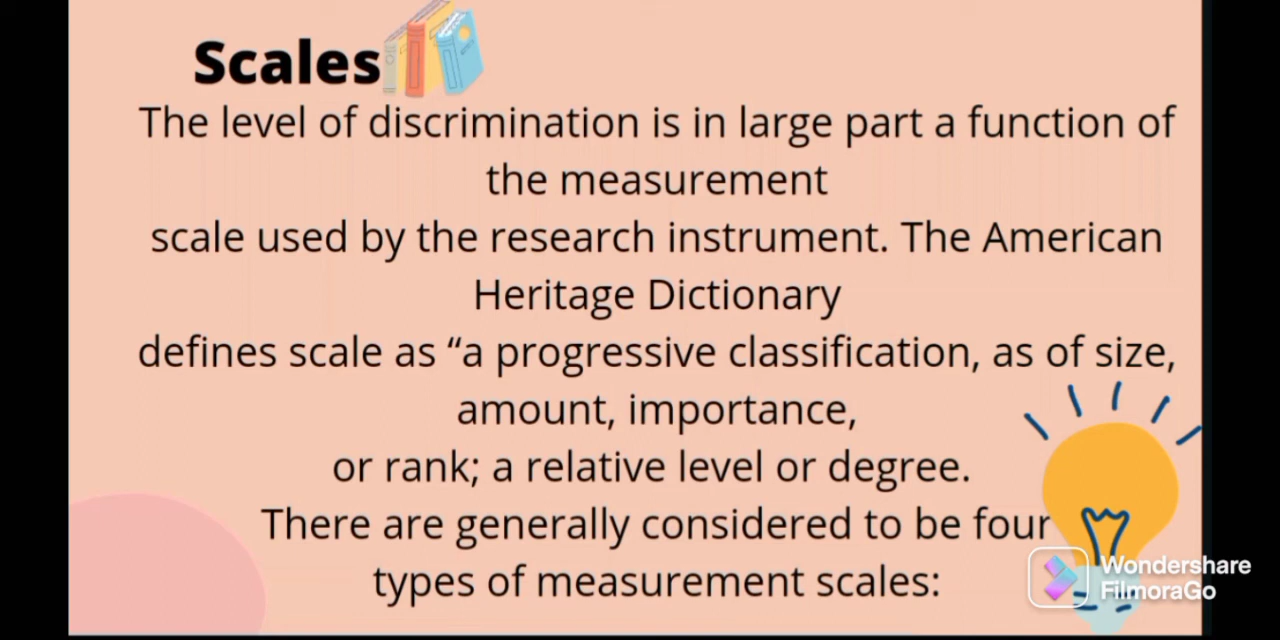 Scales
The level of discrimination is in large part a function of
the measurement
scale used by the research instrument. The American
Heritage Dictionary
defines scale as “a progressive classification, as of size,
amount, importance,
or rank; a relative level or degree.
There are generally considered to be four
types of measurement scales:
Wondershare
FilmoraGo